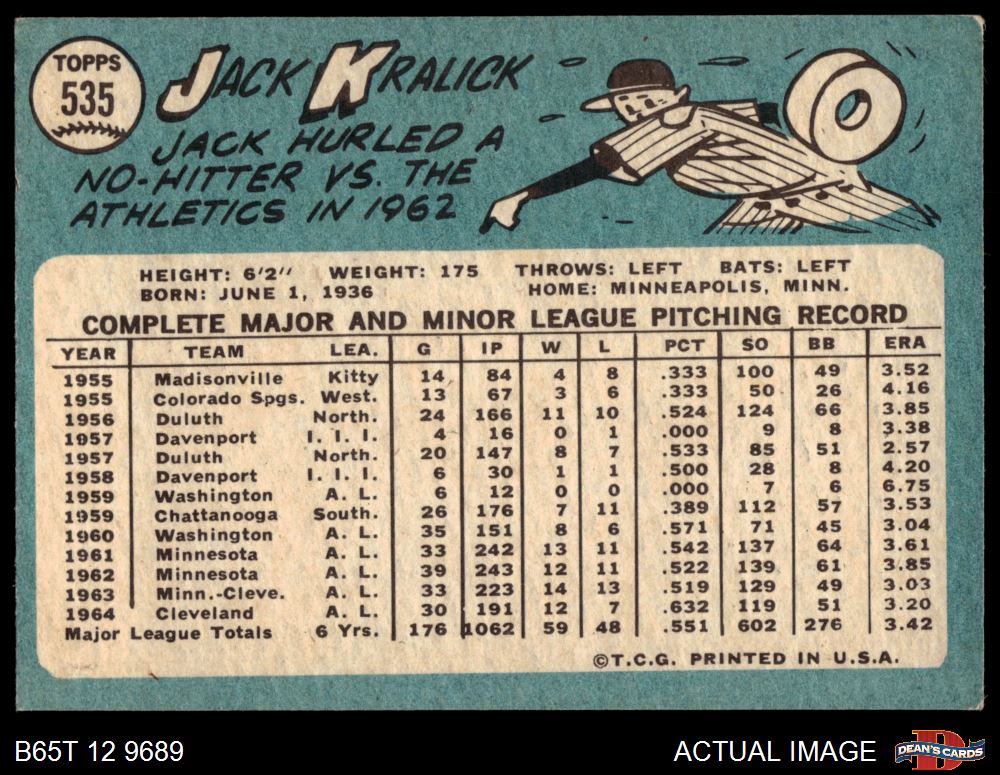 TOPPS
535
JACK KRALICK
JACK HURLED A
NO-HITTER VS. THE
ATHLETICS IN 1962
HEIGHT: 6'2" WEIGHT: 175 THROWS: LEFT BATS: LEFT
BORN: JUNE 1, 1936 HOME: MINNEAPOLIS, MINN.
COMPLETE MAJOR AND MINOR LEAGUE PITCHING RECORD
YEAR TEAM LEA. G IP W L PCT SO BB ERA
1955 Madisonville Kitty 14 84 4 8 .333 100 49 3.52
1955 Colorado Spgs. West. 13 67 3 6 .333 50 26 4.16
1956 Duluth North. 24 166 11 10 .524 124 66 3.85
1957 Davenport I. I. I. 4 16 0 1 .000 9 8 3.38
1957 Duluth North. 20 147 8 7 .533 85 51 2.57
1958 Davenport I. I. I. 6 30 1 1 .500 28 8 4.20
1959 Washington A. L. 6 12 0 0 .000 7 6 6.75
1959 Chattanooga South. 26 176 7 11 .389 112 57 3.53
1960 Washington A. L. 35 151 8 6 .571 71 45 3.04
1961 Minnesota A. L. 33 242 13 11 .542 137 64 3.61
1962 Minnesota A. L. 39 243 12 11 .522 139 61 3.85
1963 Minn.-Cleve. A. L. 33 223 14 13 .519 129 49 3.03
1964 Cleveland A. L. 30 191 12 7 .632 119 51 3.20
Major League Totals 6 Yrs. 176 1062 59 48 .551 602 276 3.42
©T.C.G. PRINTED IN U.S.A.
B65T 12 9689 ACTUAL IMAGE DEAN'S CARDS